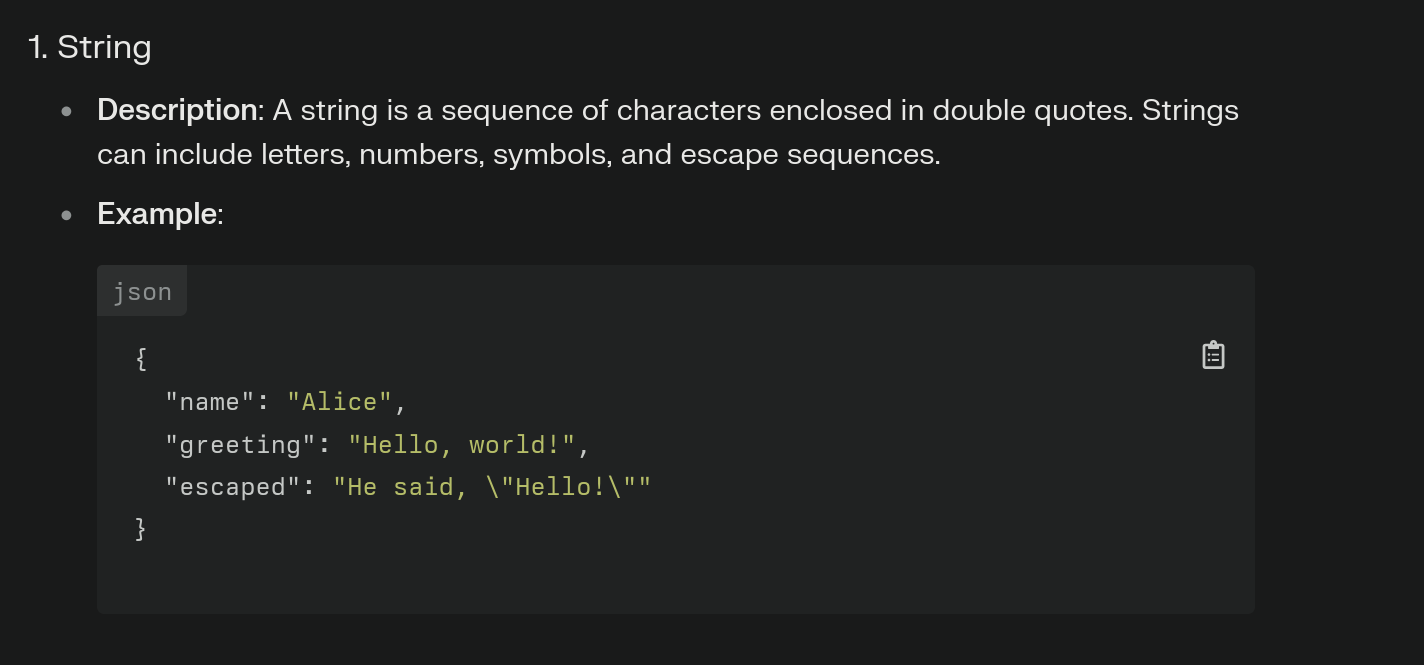 1. String
• Description: A string is a sequence of characters enclosed in double quotes. Strings
can include letters, numbers, symbols, and escape sequences.
• Example:
json
{
  "name": "Alice",
  "greeting": "Hello, world!",
  "escaped": "He said, \"Hello!\""
}